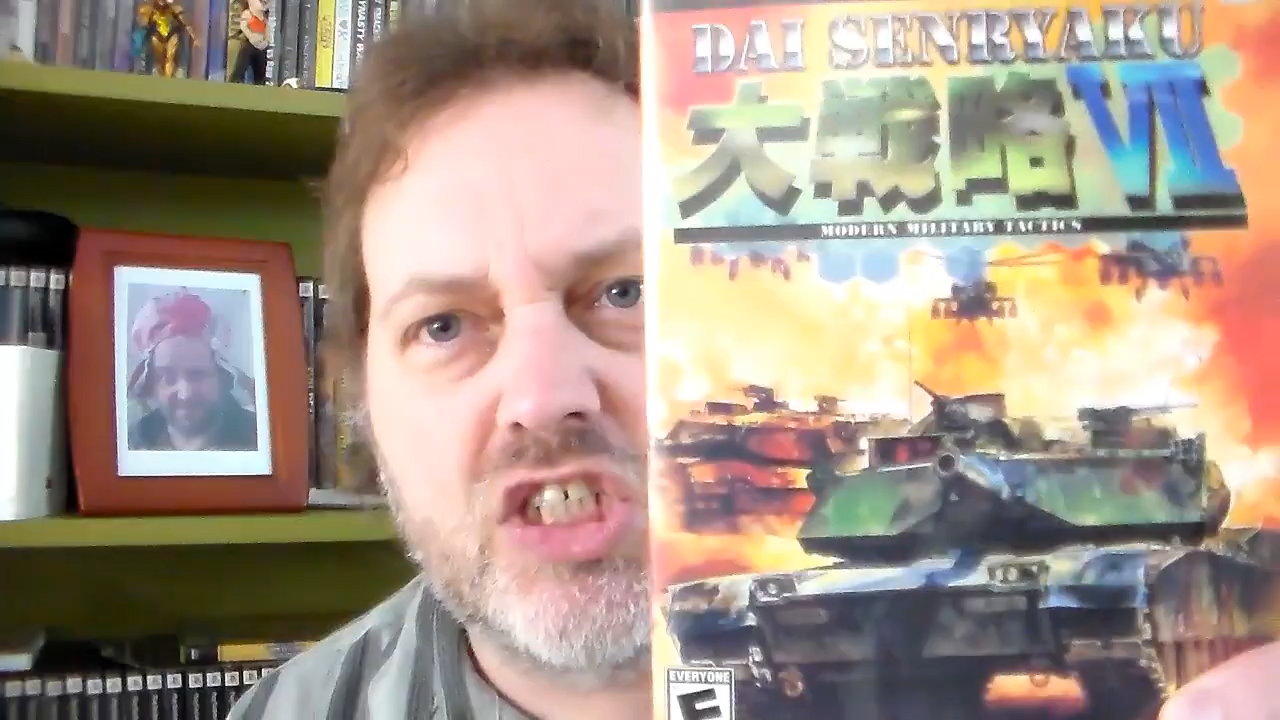 DAI SENRYAKU
大戦略VII
MODERN MILITARY TACTICS
EVERYONE
E